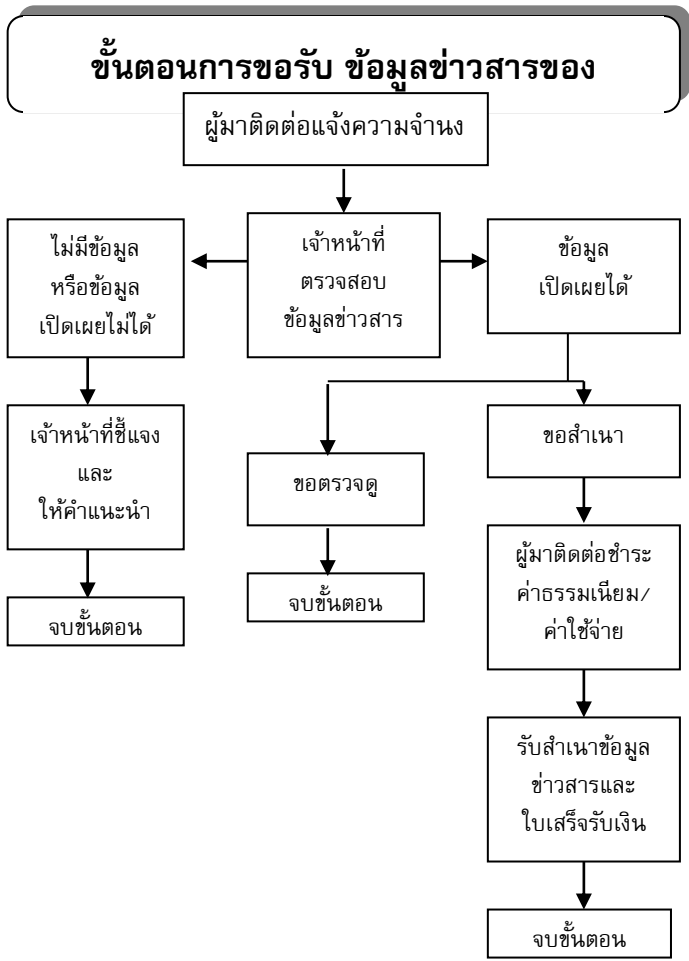 ขั้นตอนการขอรับ ข้อมูลข่าวสารของ
ผู้มาติดต่อแจ้งความจำนง
ไม่มีข้อมูล
หรือข้อมูล
เปิดเผยไม่ได้
เจ้าหน้าที่
ตรวจสอบ
ข้อมูลข่าวสาร
ข้อมูล
เปิดเผยได้
เจ้าหน้าที่ชี้แจง
และ
ให้คำแนะนำ
จบขั้นตอน
ขอตรวจดู
จบขั้นตอน
ขอสำเนา
ผู้มาติดต่อชำระ
ค่าธรรมเนียม/
ค่าใช้จ่าย
รับสำเนาข้อมูล
ข่าวสารและ
ใบเสร็จรับเงิน
จบขั้นตอน